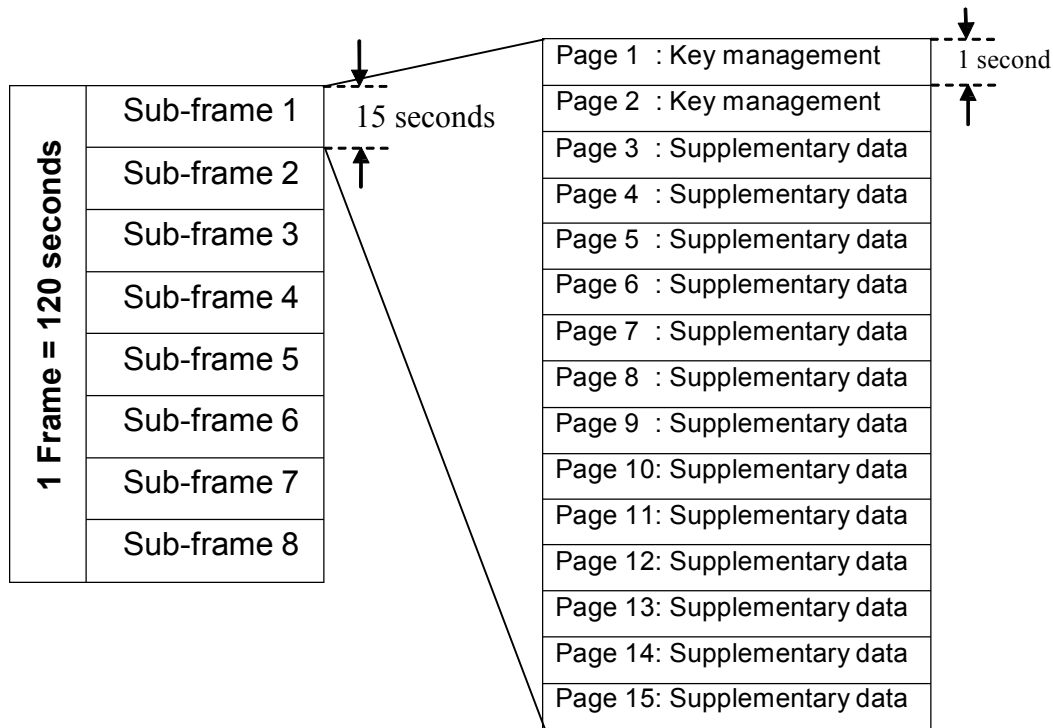 1 Frame = 120 seconds
Sub-frame 1
Sub-frame 2
Sub-frame 3
Sub-frame 4
Sub-frame 5
Sub-frame 6
Sub-frame 7
Sub-frame 8
15 seconds
Page 1 : Key management
Page 2 : Key management
Page 3 : Supplementary data
Page 4 : Supplementary data
Page 5 : Supplementary data
Page 6 : Supplementary data
Page 7 : Supplementary data
Page 8 : Supplementary data
Page 9 : Supplementary data
Page 10: Supplementary data
Page 11: Supplementary data
Page 12: Supplementary data
Page 13: Supplementary data
Page 14: Supplementary data
Page 15: Supplementary data
1 second